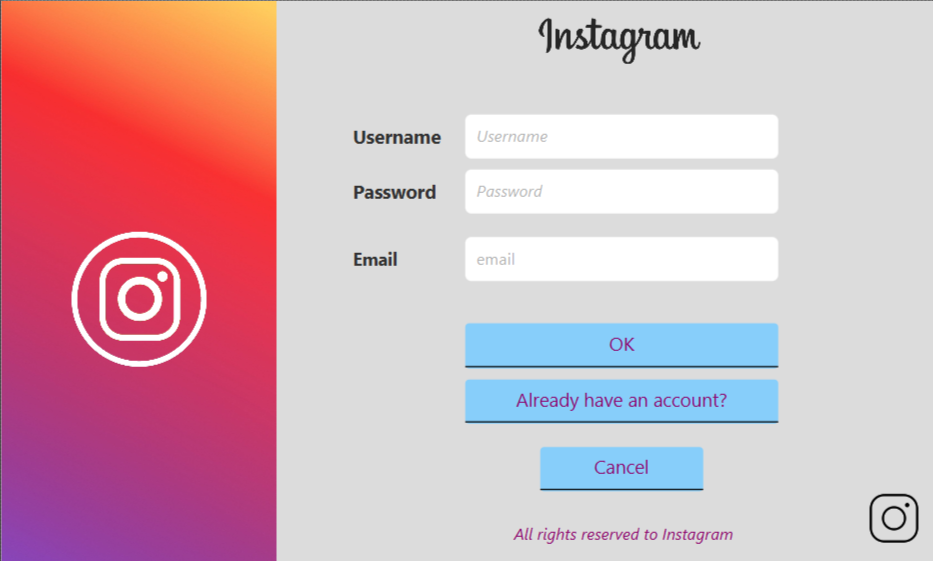 Instagram
Username Username
Password Password
Email email
OK
Already have an account?
Cancel
All rights reserved to Instagram